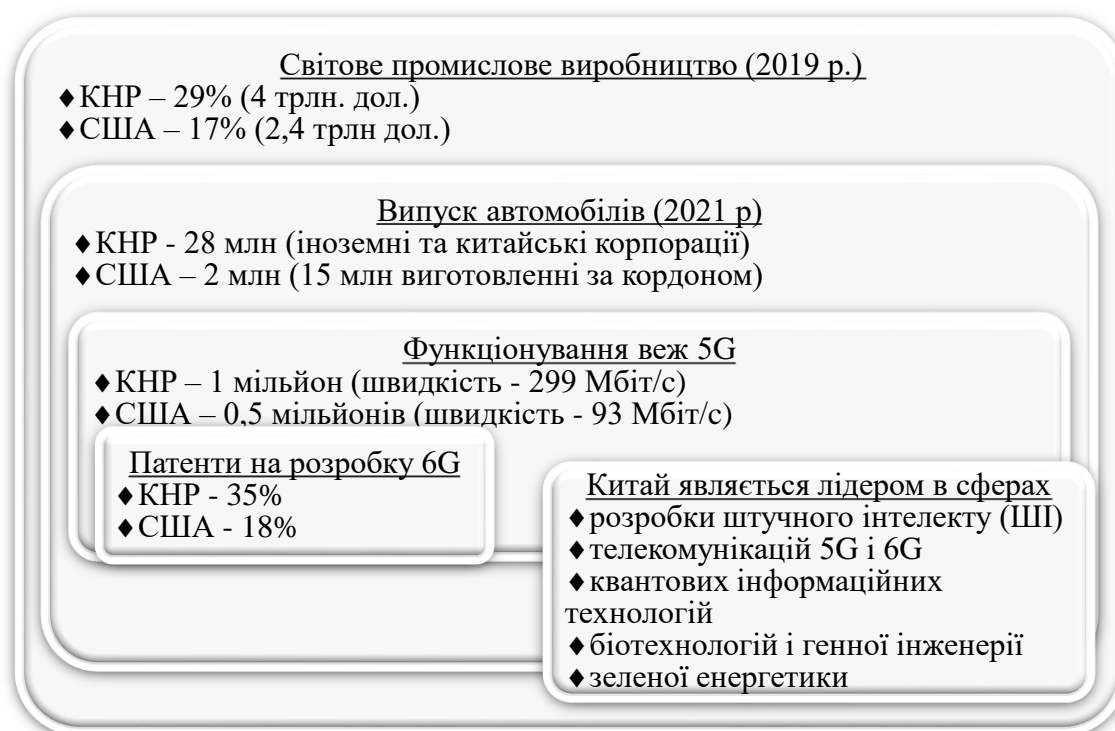 Світове промислове виробництво (2019 р.)
♦КНР – 29% (4 трлн. дол.)
♦США – 17% (2,4 трлн дол.)
Випуск автомобілів (2021 р)
♦КНР - 28 млн (іноземні та китайські корпорації)
♦США – 2 млн (15 млн виготовленні за кордоном)
Функціонування веж 5G
♦КНР – 1 мільйон (швидкість - 299 Мбіт/с)
♦США – 0,5 мільйонів (швидкість - 93 Мбіт/с)
Патенти на розробку 6G
♦КНР - 35%
♦США - 18%
Китай являється лідером в сферах
♦розробки штучного інтелекту (ШІ)
♦телекомунікацій 5G і 6G
♦квантових інформаційних
технологій
♦біотехнологій і генної інженерії
♦зеленої енергетики